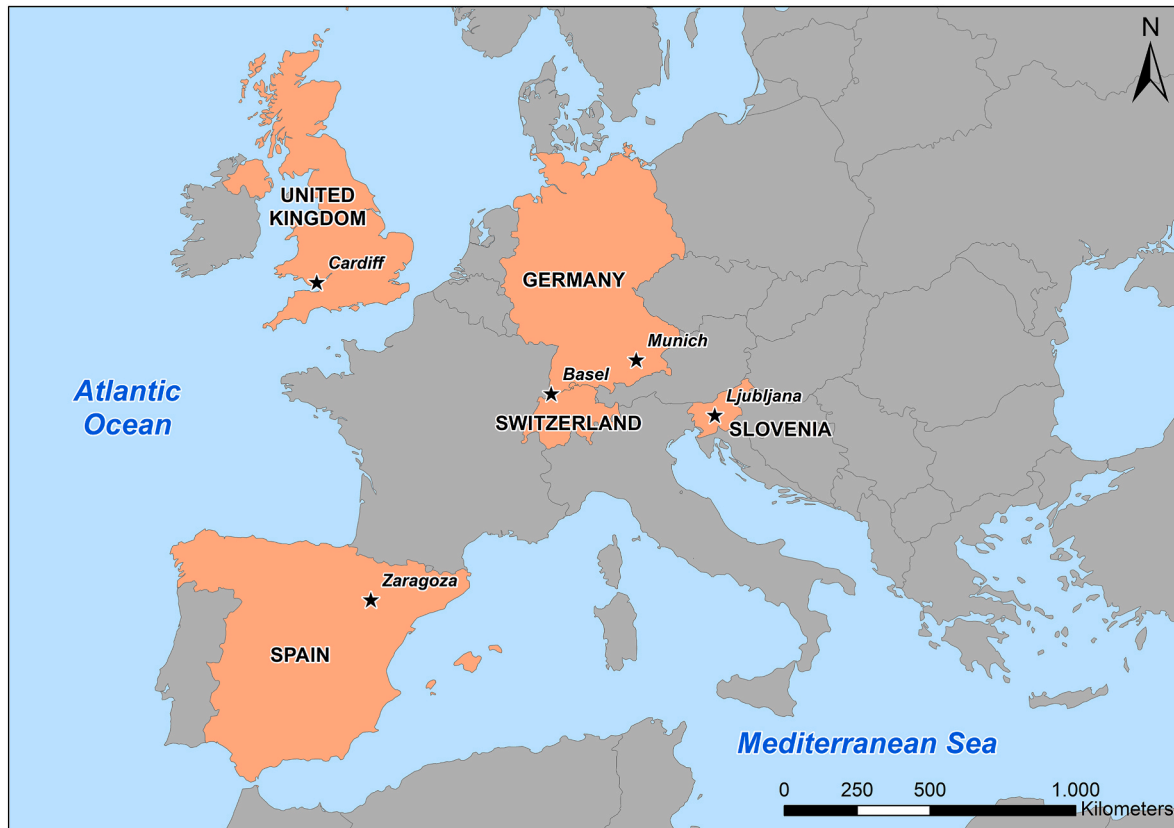 N
UNITED
KINGDOM
Cardiff
GERMANY
Munich
Basel
Atlantic
Ocean
Ljubljana
SWITZERLAND
SLOVENIA
Zaragoza
SPAIN
Mediterranean Sea
0 250 500 1.000
Kilometers